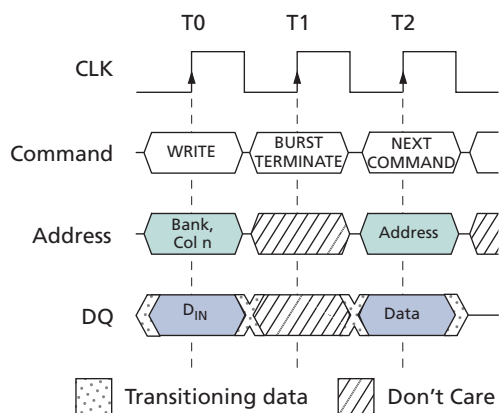 T0 T1 T2
CLK
Command WRITE BURST TERMINATE NEXT COMMAND
Address Bank, Col n Address
DQ D_IN Data
Transitioning data Don't Care